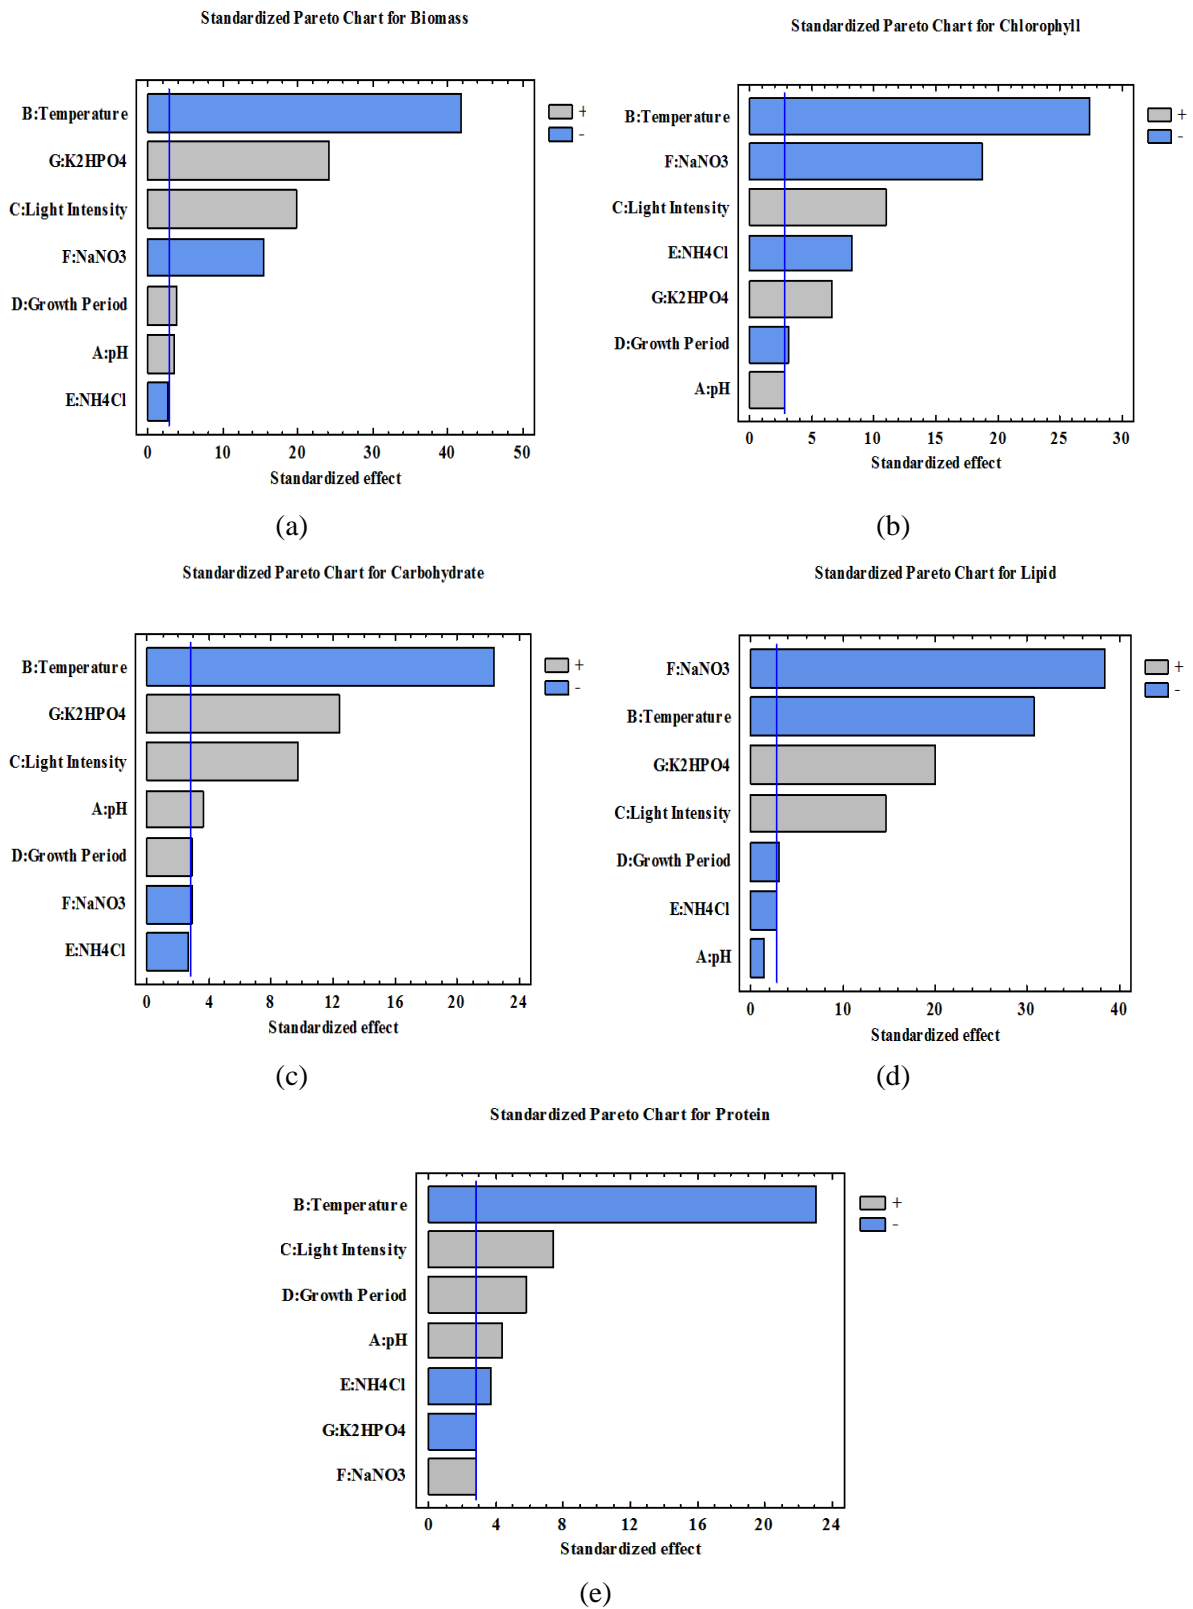 Standardized Pareto Chart for Biomass
B:Temperature
G:K2HPO4
C:Light Intensity
F:NaNO3
D:Growth Period
A:pH
E:NH4Cl
+
-
0 10 20 30 40 50
Standardized effect
(a)
Standardized Pareto Chart for Chlorophyll
B:Temperature
F:NaNO3
C:Light Intensity
E:NH4Cl
G:K2HPO4
D:Growth Period
A:pH
+
-
0 5 10 15 20 25 30
Standardized effect
(b)
Standardized Pareto Chart for Carbohydrate
B:Temperature
G:K2HPO4
C:Light Intensity
A:pH
D:Growth Period
F:NaNO3
E:NH4Cl
+
-
0 4 8 12 16 20 24
Standardized effect
(c)
Standardized Pareto Chart for Lipid
F:NaNO3
B:Temperature
G:K2HPO4
C:Light Intensity
D:Growth Period
E:NH4Cl
A:pH
+
-
0 10 20 30 40
Standardized effect
(d)
Standardized Pareto Chart for Protein
B:Temperature
C:Light Intensity
D:Growth Period
A:pH
E:NH4Cl
G:K2HPO4
F:NaNO3
+
-
0 4 8 12 16 20 24
Standardized effect
(e)